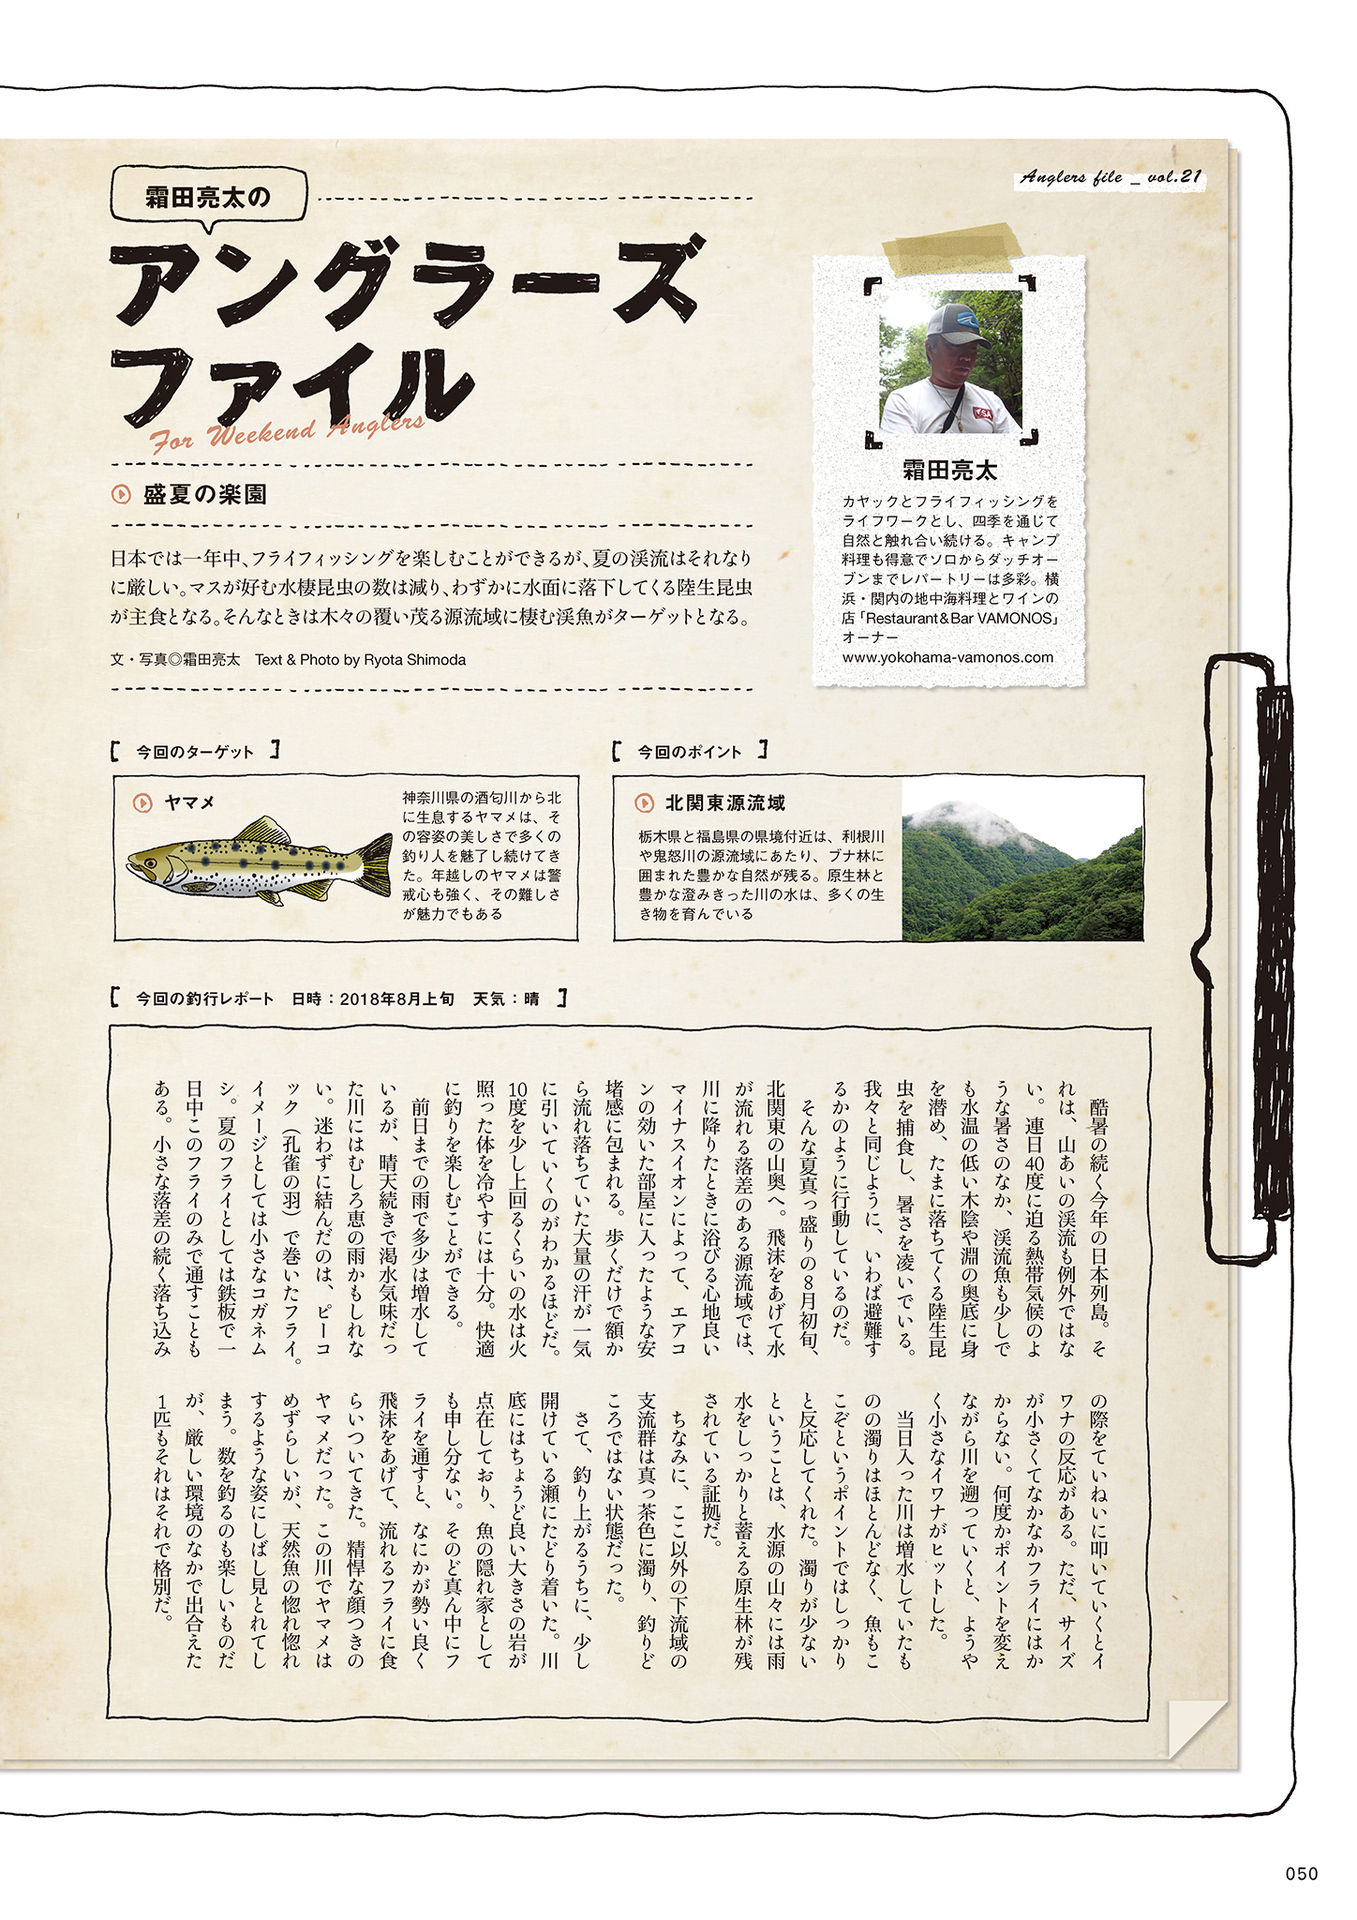 Anglers file _ vol.21
霜田亮太の
アングラーズ
ファイル
For Weekend Anglers
盛夏の楽園
日本では一年中、フライフィッシングを楽しむことができるが、夏の渓流はそれなり
に厳しい。マスが好む水棲昆虫の数は減り、わずかに水面に落下してくる陸生昆虫
が主食となる。そんなときは木々の覆い茂る源流域に棲む渓魚がターゲットとなる。
文・写真◎霜田亮太 Text & Photo by Ryota Shimoda
霜田亮太
カヤックとフライフィッシングを
ライフワークとし、四季を通じて
自然と触れ合い続ける。キャンプ
料理も得意でソロからダッチオー
ブンまでレパートリーは多彩。横
浜・関内の地中海料理とワインの
店「Restaurant&Bar VAMONOS」
オーナー
www.yokohama-vamonos.com
[ 今回のターゲット ]
ヤマメ
神奈川県の酒匂川から北
に生息するヤマメは、そ
の容姿の美しさで多くの
釣り人を魅了し続けてき
た。年越しのヤマメは警
戒心も強く、その難しさ
が魅力でもある
[ 今回のポイント ]
北関東源流域
栃木県と福島県の県境付近は、利根川
や鬼怒川の源流域にあたり、ブナ林に
囲まれた豊かな自然が残る。原生林と
豊かな澄みきった川の水は、多くの生
き物を育んでいる
[ 今回の釣行レポート 日時：2018年8月上旬 天気：晴 ]
酷暑の続く今年の日本列島。そ
れは、山あいの渓流も例外ではな
い。連日40度に迫る熱帯気候のよ
うな暑さのなか、渓流魚も少しで
も水温の低い木陰や淵の奥底に身
を潜め、たまに落ちてくる陸生昆
虫を捕食し、暑さを凌いでいる。
我々と同じように、いわば避難す
るかのように行動しているのだ。
そんな夏真っ盛りの8月初旬、
北関東の山奥へ。飛沫をあげて水
が流れる落差のある源流域では、
川に降りたときに浴びる心地良い
マイナスイオンによって、エアコ
ンの効いた部屋に入ったような安
堵感に包まれる。歩くだけで額か
ら流れ落ちていた大量の汗が一気
に引いていくのがわかるほどだ。
10度を少し上回るくらいの水は火
照った体を冷やすには十分。快適
に釣りを楽しむことができる。
前日までの雨で多少は増水して
いるが、晴天続きで渇水気味だっ
た川にはむしろ恵の雨かもしれな
い。迷わずに結んだのは、ピーコ
ック（孔雀の羽）で巻いたフライ。
イメージとしては小さなコガネム
シ。夏のフライとしては鉄板で一
日中このフライのみで通すことも
ある。小さな落差の続く落ち込み
の際をていねいに叩いていくとイ
ワナの反応がある。ただ、サイズ
が小さくてなかなかフライにはか
からない。何度かポイントを変え
ながら川を遡っていくと、ようや
く小さなイワナがヒットした。
当日入った川は増水していたも
のの濁りはほとんどなく、魚もこ
こぞというポイントではしっかり
と反応してくれた。濁りが少ない
ということは、水源の山々には雨
水をしっかりと蓄える原生林が残
されている証拠だ。
ちなみに、ここ以外の下流域の
支流群は真っ茶色に濁り、釣りど
ころではない状態だった。
さて、釣り上がるうちに、少し
開けている瀬にたどり着いた。川
底にはちょうど良い大きさの岩が
点在しており、魚の隠れ家として
も申し分ない。そのど真ん中にフ
ライを通すと、なにかが勢い良く
飛沫をあげて、流れるフライに食
らいついてきた。精悍な顔つきの
ヤマメだった。この川でヤマメは
めずらしいが、天然魚の惚れ惚れ
するような姿にしばし見とれてし
まう。数を釣るのも楽しいものだ
が、厳しい環境のなかで出合えた
1匹もそれはそれで格別だ。
050